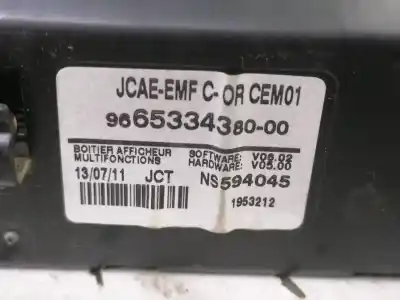 JCAE-EMF C-OR CEM01
9665334380-00
BOITIER AFFICHEUR SOFTWARE: V06.02
MULTIFONCTIONS HARDWARE: V05.00
13/07/11 JCT NS594045
1953212